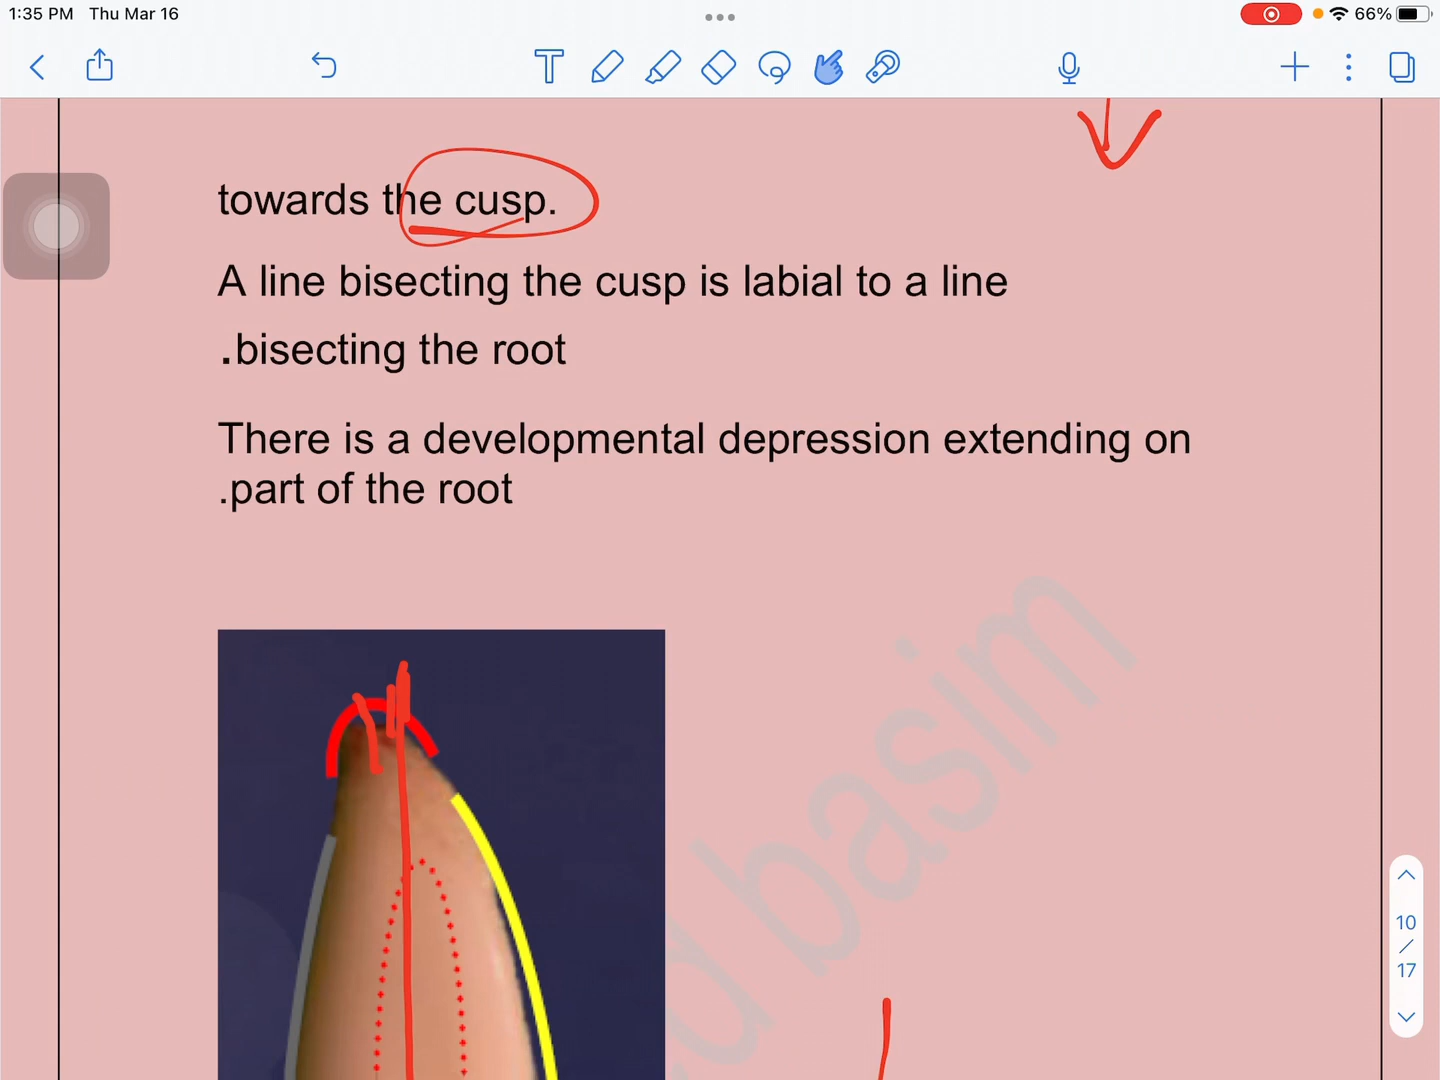 1:35 PM Thu Mar 16
66%
towards the cusp.
A line bisecting the cusp is labial to a line
.bisecting the root
There is a developmental depression extending on
.part of the root
basim
10
/
17